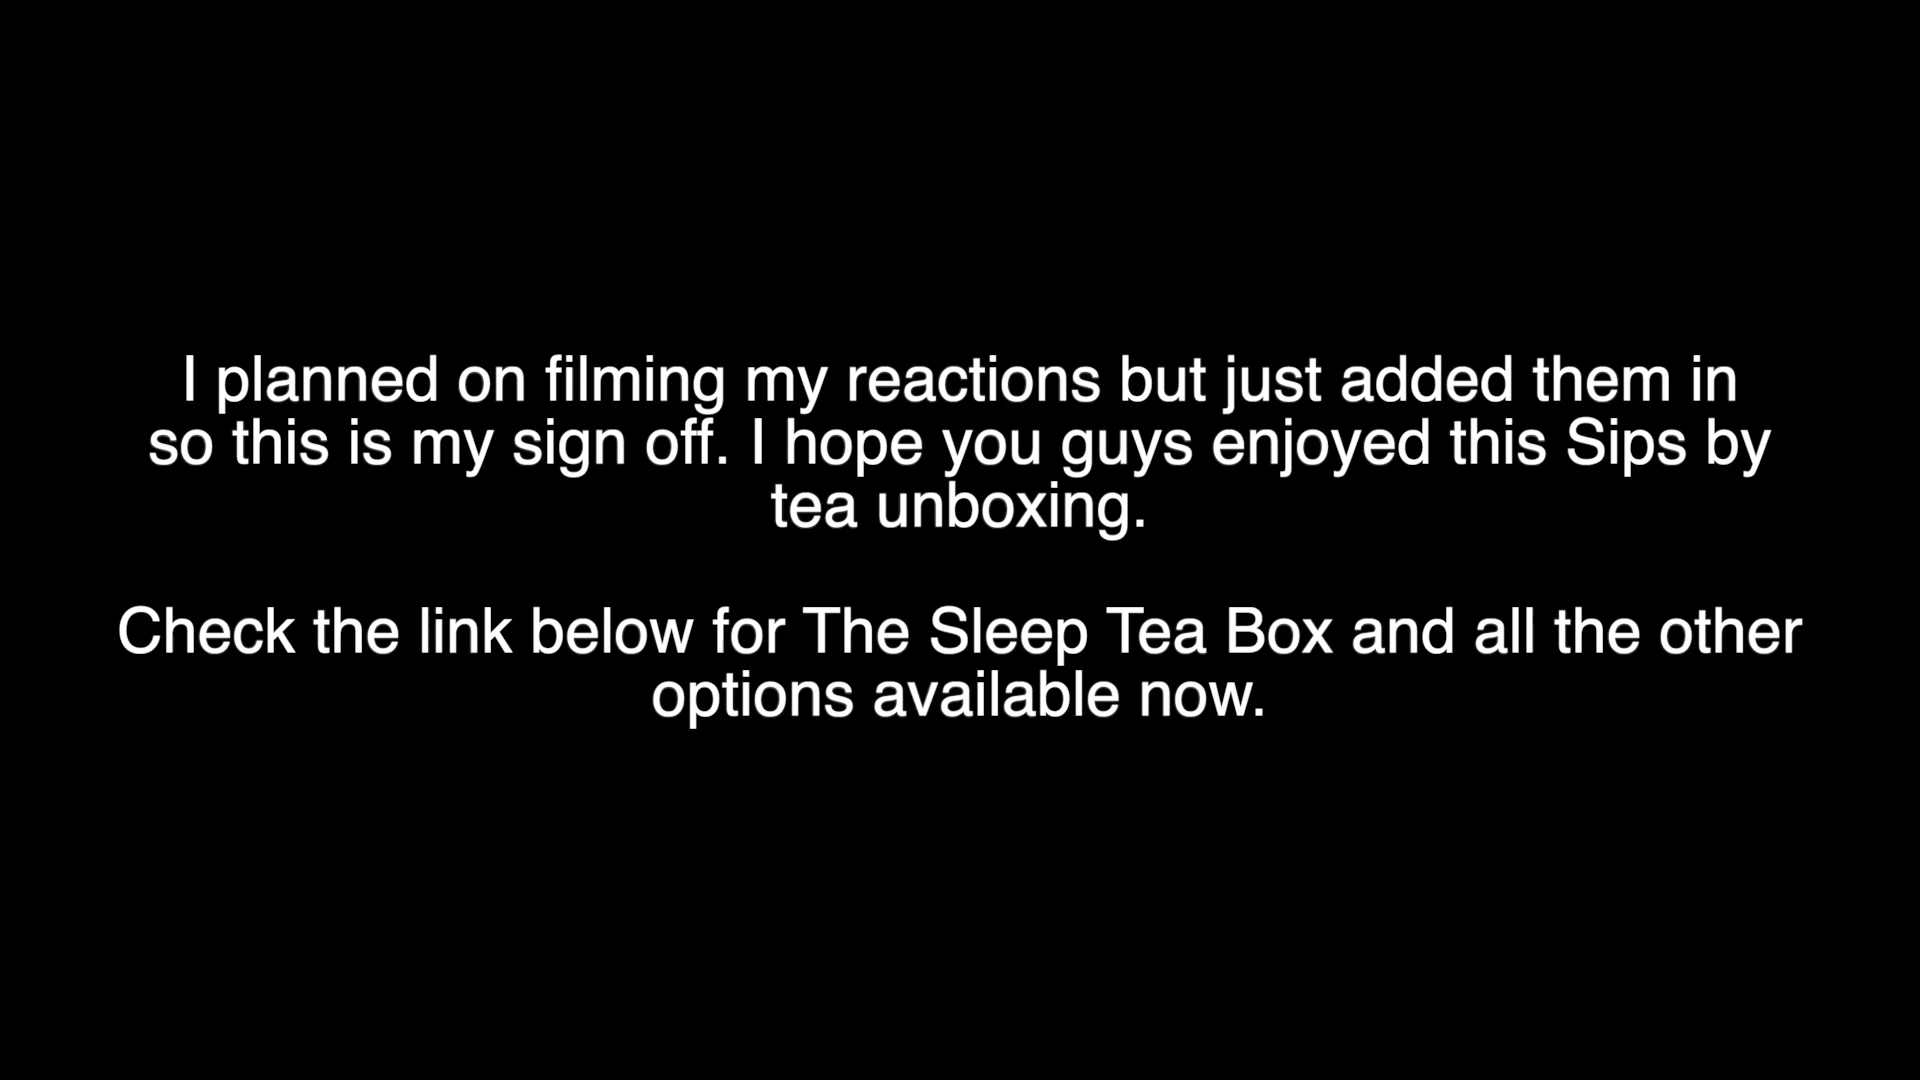 I planned on filming my reactions but just added them in
so this is my sign off. I hope you guys enjoyed this Sips by
tea unboxing.
Check the link below for The Sleep Tea Box and all the other
options available now.